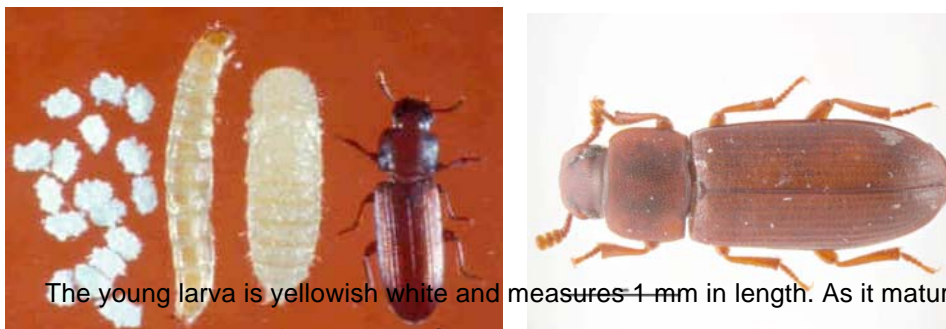 The young larva is yellowish white and measures 1 mm in length. As it matur